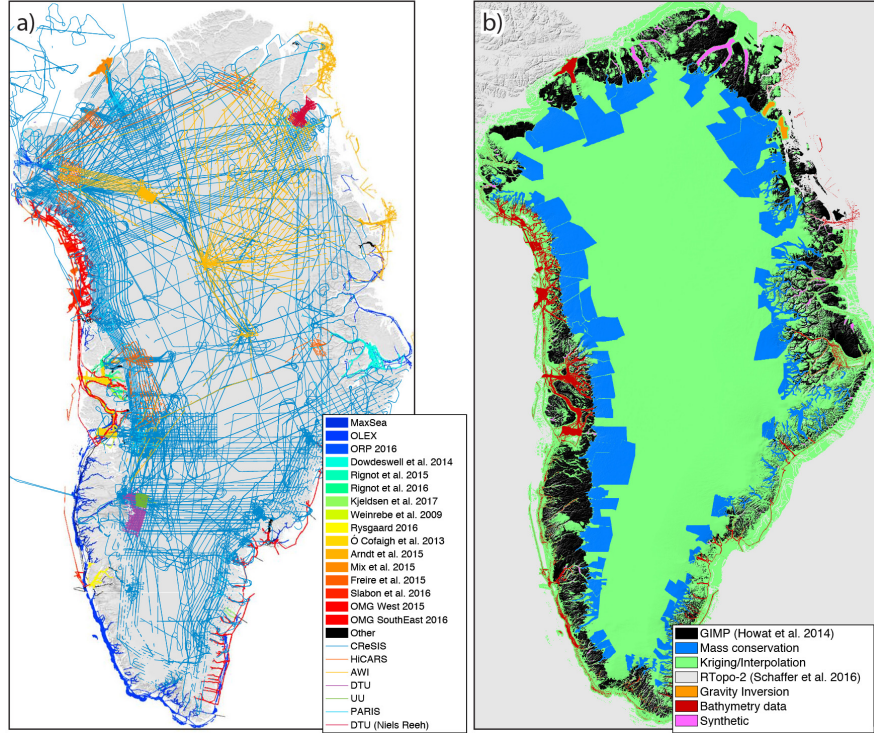 a)
MaxSea
OLEX
ORP 2016
Dowdeswell et al. 2014
Rignot et al. 2015
Rignot et al. 2016
Kjeldsen et al. 2017
Weinrebe et al. 2009
Rysgaard 2016
Ó Cofaigh et al. 2013
Arndt et al. 2015
Mix et al. 2015
Freire et al. 2015
Slabon et al. 2016
OMG West 2015
OMG SouthEast 2016
Other
CReSIS
HiCARS
AWI
DTU
UU
PARIS
DTU (Niels Reeh)
b)
GIMP (Howat et al. 2014)
Mass conservation
Kriging/Interpolation
RTopo-2 (Schaffer et al. 2016)
Gravity Inversion
Bathymetry data
Synthetic